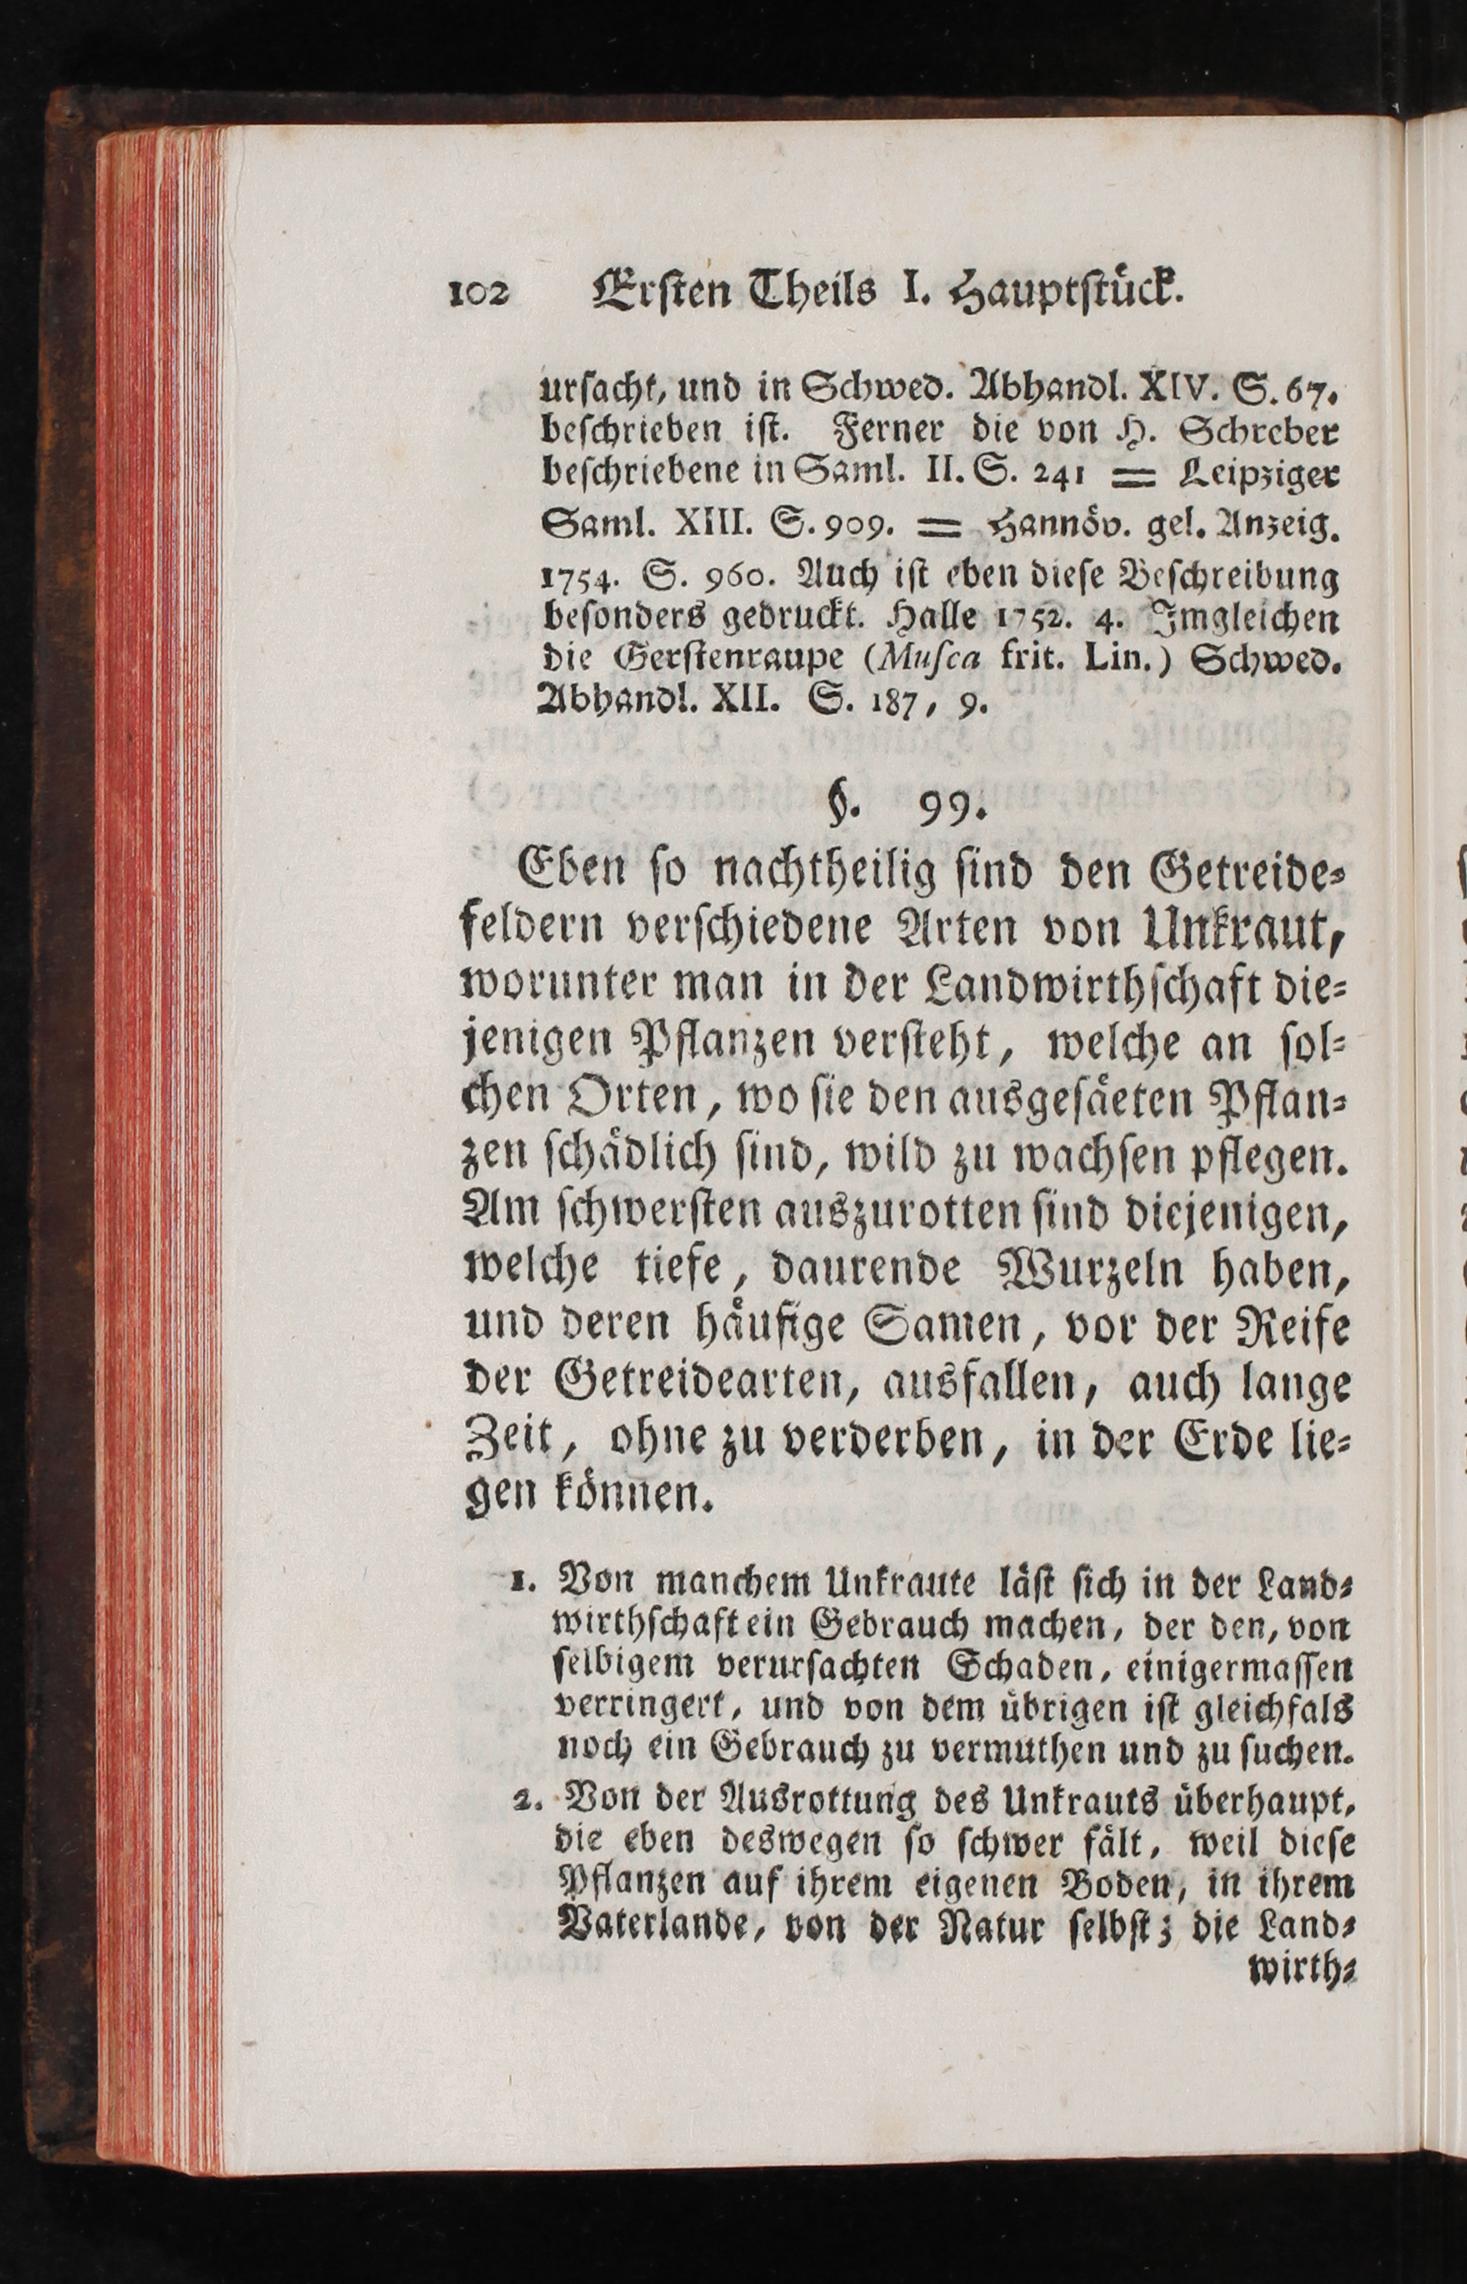 102 Erſten Theils I. Hauptſtück.
urſacht, und in Schwed. Abhandl. XIV. S. 67.
beſchrieben iſt. Ferner die von H. Schreber
beſchriebene in Saml. II. S. 241 = Leipziger
Saml. XIII. S. 909. = Hannöv. gel. Anzeig.
1754. S. 960. Auch iſt eben dieſe Beſchreibung
beſonders gedruckt. Halle 1752. 4. Imgleichen
die Gerſtenraupe (Muſca frit. Lin.) Schwed.
Abhandl. XII. S. 187, 9.
§. 99.
Eben ſo nachtheilig ſind den Getreide⸗
feldern verſchiedene Arten von Unkraut,
worunter man in der Landwirthſchaft die⸗
jenigen Pflanzen verſteht, welche an ſol⸗
chen Orten, wo ſie den ausgeſäeten Pflan⸗
zen ſchädlich ſind, wild zu wachſen pflegen.
Am ſchwerſten auszurotten ſind diejenigen,
welche tiefe, daurende Wurzeln haben,
und deren häufige Samen, vor der Reife
der Getreidearten, ausfallen, auch lange
Zeit, ohne zu verderben, in der Erde lie⸗
gen können.
1. Von manchem Unkraute läſt ſich in der Land⸗
wirthſchaft ein Gebrauch machen, der den, von
ſelbigem verurſachten Schaden, einigermaſſen
verringert, und von dem übrigen iſt gleichfals
noch ein Gebrauch zu vermuthen und zu ſuchen.
2. Von der Ausrottung des Unkrauts überhaupt,
die eben deswegen ſo ſchwer fält, weil dieſe
Pflanzen auf ihrem eigenen Boden, in ihrem
Vaterlande, von der Natur ſelbſt; die Land⸗
wirth⸗